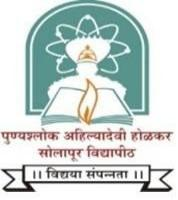 पुण्यश्लोक अहिल्यादेवी होळकर
सोलापूर विद्यापीठ
।। विद्यया संपन्नता ।।